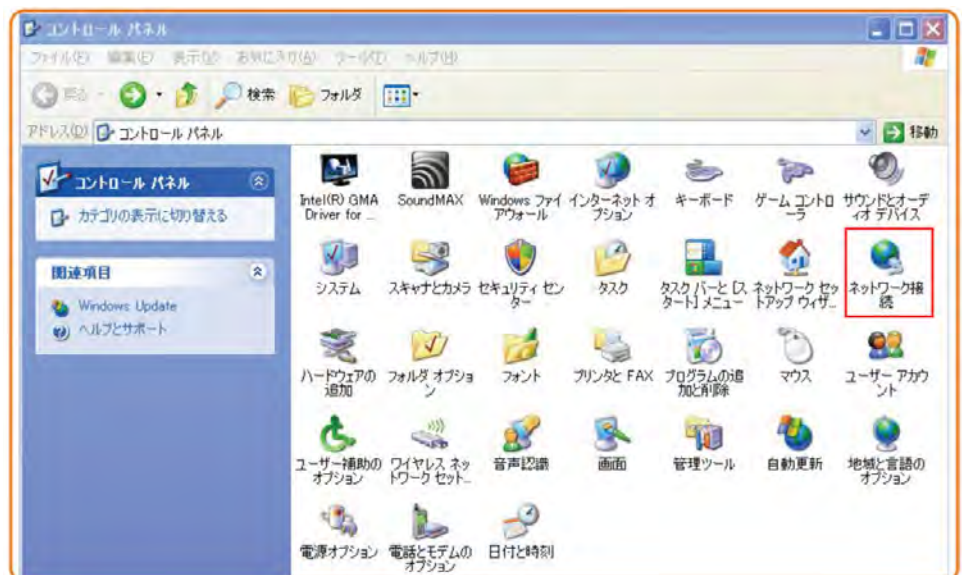 コントロール パネル
ファイル(F) 編集(E) 表示(V) お気に入り(A) ツール(T) ヘルプ(H)
戻る 検索 フォルダ
アドレス(D) コントロール パネル 移動
コントロール パネル
カテゴリの表示に切り替える
関連項目
Windows Update
ヘルプとサポート
Intel(R) GMA
Driver for ...
SoundMAX
Windows ファイ
アウォール
インターネット オ
プション
キーボード
ゲーム コントロ
ーラ
サウンドとオーデ
ィオ デバイス
システム
スキャナとカメラ
セキュリティ セン
ター
タスク
タスク バーと [ス
タート] メニュー
ネットワーク セッ
トアップ ウィザ...
ネットワーク接
続
ハードウェアの
追加
フォルダ オプショ
ン
フォント
プリンタと FAX
プログラムの追
加と削除
マウス
ユーザー アカウ
ント
ユーザー補助の
オプション
ワイヤレス ネッ
トワーク セット...
音声認識
画面
管理ツール
自動更新
地域と言語の
オプション
電源オプション
電話とモデムの
オプション
日付と時刻